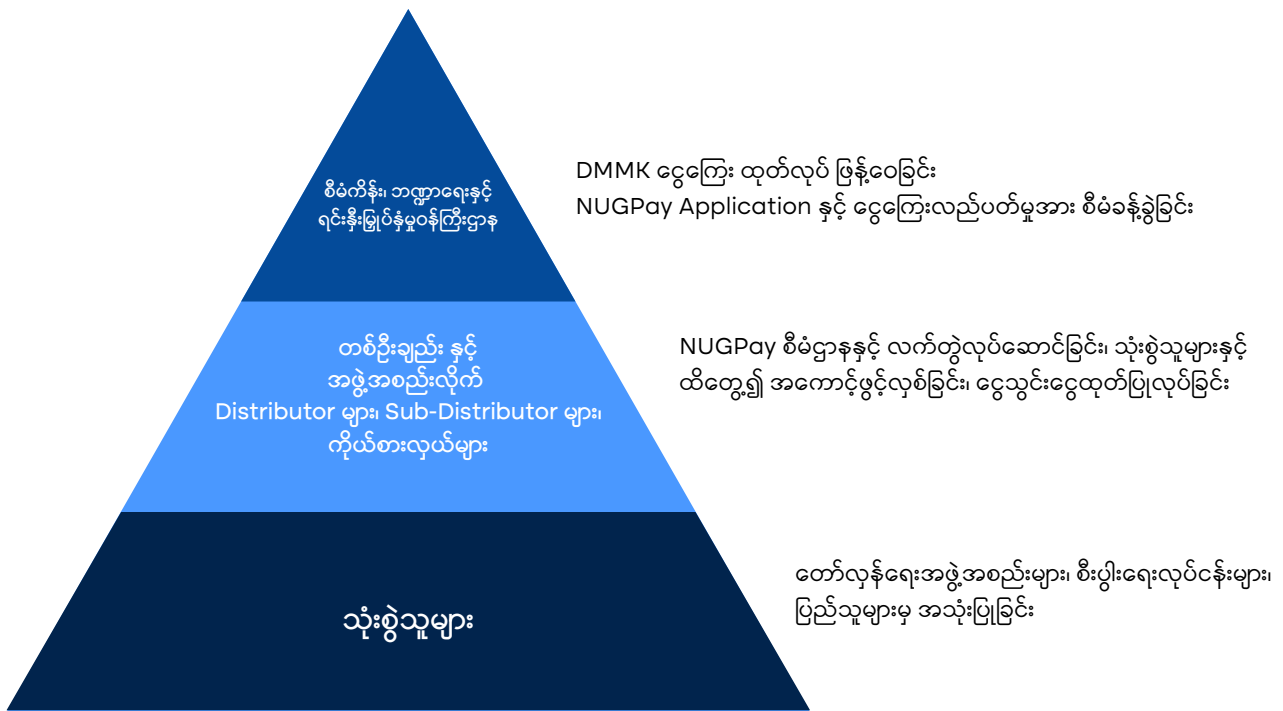 စီမံကိန်း၊ ဘဏ္ဍာရေးနှင့်
ရင်းနှီးမြှုပ်နှံမှုဝန်ကြီးဌာန
DMMK ငွေကြေး ထုတ်လုပ် ဖြန့်ဝေခြင်း
NUGPay Application နှင့် ငွေကြေးလည်ပတ်မှုအား စီမံခန့်ခွဲခြင်း
တစ်ဦးချည်း နှင့်
အဖွဲ့အစည်းလိုက်
Distributor များ၊ Sub-Distributor များ၊
ကိုယ်စားလှယ်များ
NUGPay စီမံဌာနနှင့် လက်တွဲလုပ်ဆောင်ခြင်း၊ သုံးစွဲသူများနှင့်
ထိတွေ့၍ အကောင့်ဖွင့်လှစ်ခြင်း၊ ငွေသွင်းငွေထုတ်ပြုလုပ်ခြင်း
သုံးစွဲသူများ
တော်လှန်ရေးအဖွဲ့အစည်းများ၊ စီးပွါးရေးလုပ်ငန်းများ၊
ပြည်သူများမှ အသုံးပြုခြင်း